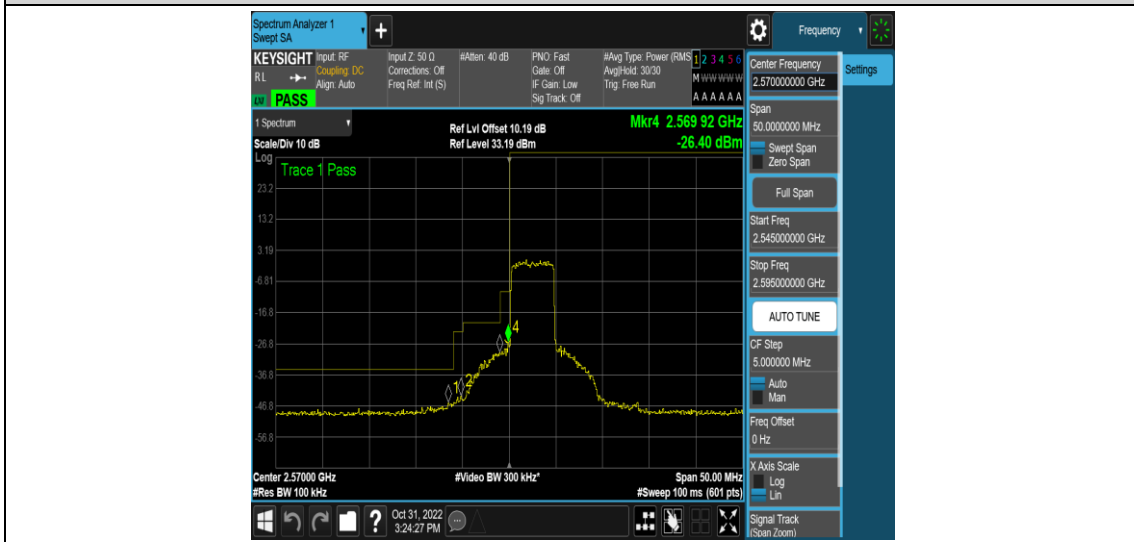 Spectrum Analyzer 1
Swept SA
+
Frequency
KEYSIGHT
RL
PASS
Input: RF
Coupling: DC
Align: Auto
Input Z: 50 Ω
Corrections: Off
Freq Ref: Int (S)
#Atten: 40 dB
PNO: Fast
Gate: Off
IF Gain: Low
Sig Track: Off
#Avg Type: Power (RMS
Avg|Hold: 30/30
Trig: Free Run
1 2 3 4 5 6
M W W W W W
A A A A A A
1 Spectrum
Scale/Div 10 dB
Ref Lvl Offset 10.19 dB
Ref Level 33.19 dBm
Mkr4 2.569 92 GHz
-26.40 dBm
Log
Trace 1 Pass
23.2
13.2
3.19
-6.81
-16.8
-26.8
-36.8
-46.8
-56.8
4
1
2
Center 2.57000 GHz
#Res BW 100 kHz
#Video BW 300 kHz*
Span 50.00 MHz
#Sweep 100 ms (601 pts)
?
Oct 31, 2022
3:24:27 PM
Center Frequency
2.570000000 GHz
Settings
Span
50.0000000 MHz
Swept Span
Zero Span
Full Span
Start Freq
2.545000000 GHz
Stop Freq
2.595000000 GHz
AUTO TUNE
CF Step
5.000000 MHz
Auto
Man
Freq Offset
0 Hz
X Axis Scale
Log
Lin
Signal Track
(Span Zoom)